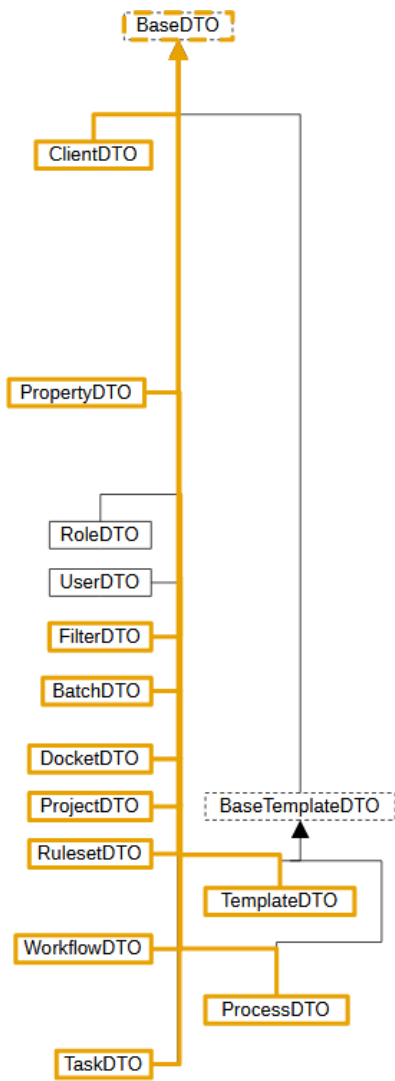 BaseDTO
ClientDTO
PropertyDTO
RoleDTO
UserDTO
FilterDTO
BatchDTO
DocketDTO
ProjectDTO
BaseTemplateDTO
RulesetDTO
TemplateDTO
WorkflowDTO
ProcessDTO
TaskDTO